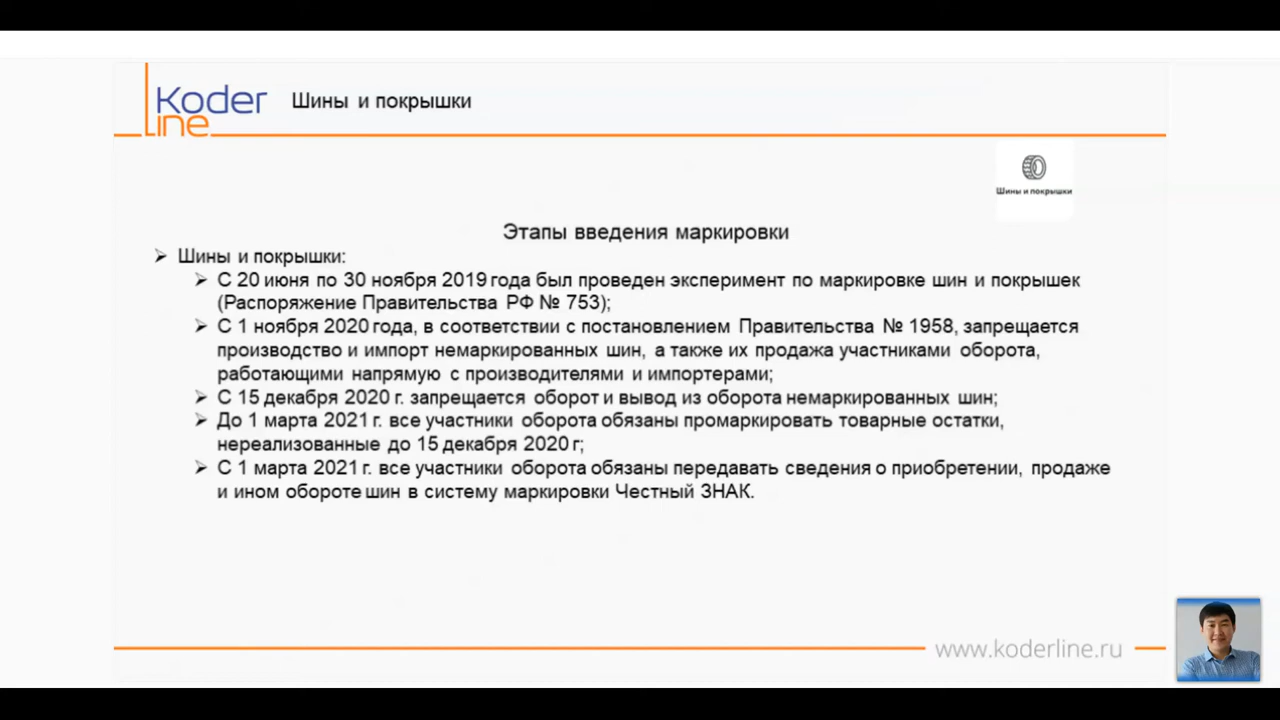 Koder
line
Шины и покрышки
Шины и покрышки
Этапы введения маркировки
Шины и покрышки:
С 20 июня по 30 ноября 2019 года был проведен эксперимент по маркировке шин и покрышек
(Распоряжение Правительства РФ № 753);
С 1 ноября 2020 года, в соответствии с постановлением Правительства № 1958, запрещается
производство и импорт немаркированных шин, а также их продажа участниками оборота,
работающими напрямую с производителями и импортерами;
С 15 декабря 2020 г. запрещается оборот и вывод из оборота немаркированных шин;
До 1 марта 2021 г. все участники оборота обязаны промаркировать товарные остатки,
нереализованные до 15 декабря 2020 г;
С 1 марта 2021 г. все участники оборота обязаны передавать сведения о приобретении, продаже
и ином обороте шин в систему маркировки Честный ЗНАК.
www.koderline.ru